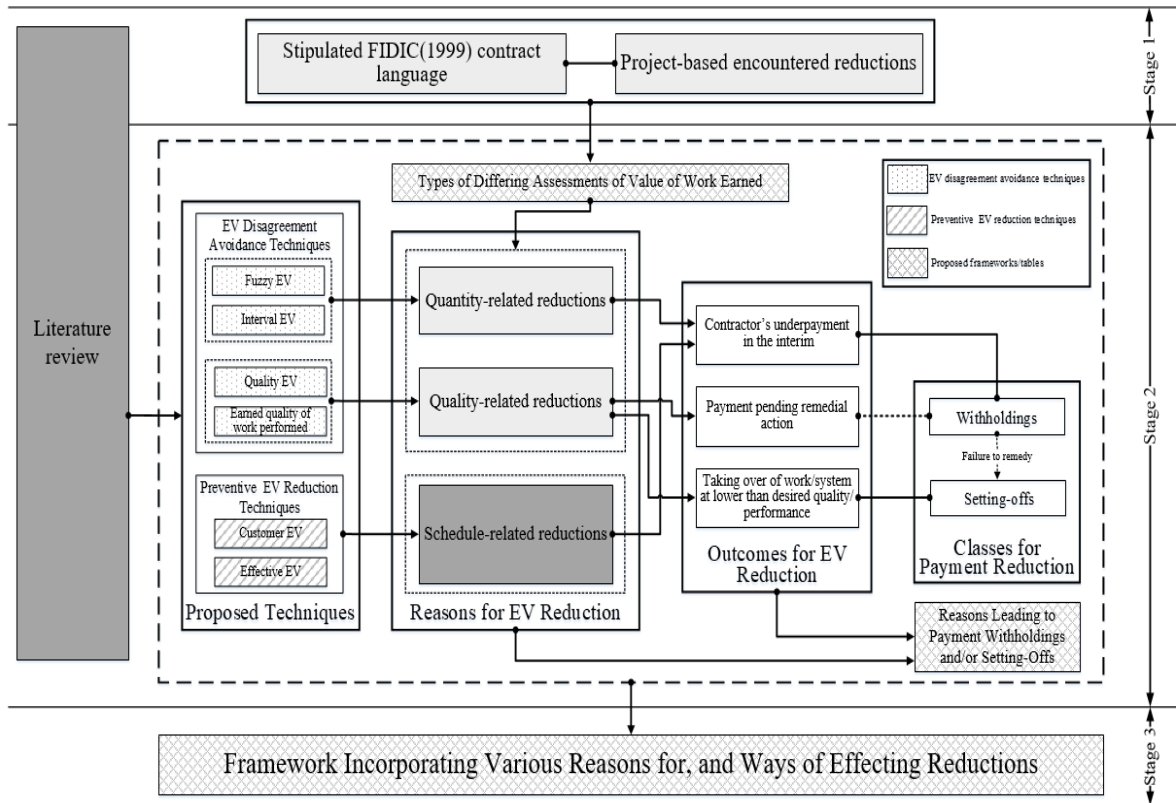 Stipulated FIDIC(1999) contract
language
Project-based encountered reductions
Stage 1
Literature
review
Types of Differing Assessments of Value of Work Earned
EV disagreement avoidance techniques
Preventive EV reduction techniques
Proposed frameworks/tables
EV Disagreement
Avoidance Techniques
Fuzzy EV
Interval EV
Quality EV
Earned quality of
work performed
Preventive EV Reduction
Techniques
Customer EV
Effective EV
Proposed Techniques
Quantity-related reductions
Quality-related reductions
Schedule-related reductions
Reasons for EV Reduction
Contractor's underpayment
in the interim
Payment pending remedial
action
Taking over of work/system
at lower than desired quality/
performance
Outcomes for EV
Reduction
Withholdings
Failure to remedy
Setting-offs
Classes for
Payment Reduction
Reasons Leading to
Payment Withholdings
and/or Setting-Offs
Stage 2
Framework Incorporating Various Reasons for, and Ways of Effecting Reductions
Stage 3